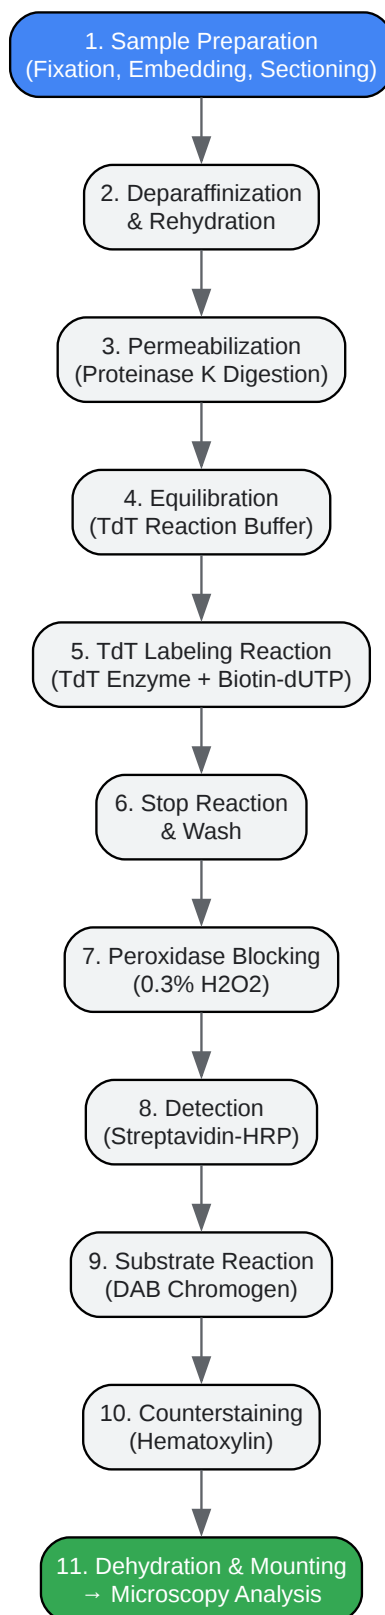 1. Sample Preparation
(Fixation, Embedding, Sectioning)
2. Deparaffinization
& Rehydration
3. Permeabilization
(Proteinase K Digestion)
4. Equilibration
(TdT Reaction Buffer)
5. TdT Labeling Reaction
(TdT Enzyme + Biotin-dUTP)
6. Stop Reaction
& Wash
7. Peroxidase Blocking
(0.3% H2O2)
8. Detection
(Streptavidin-HRP)
9. Substrate Reaction
(DAB Chromogen)
10. Counterstaining
(Hematoxylin)
11. Dehydration & Mounting
→ Microscopy Analysis